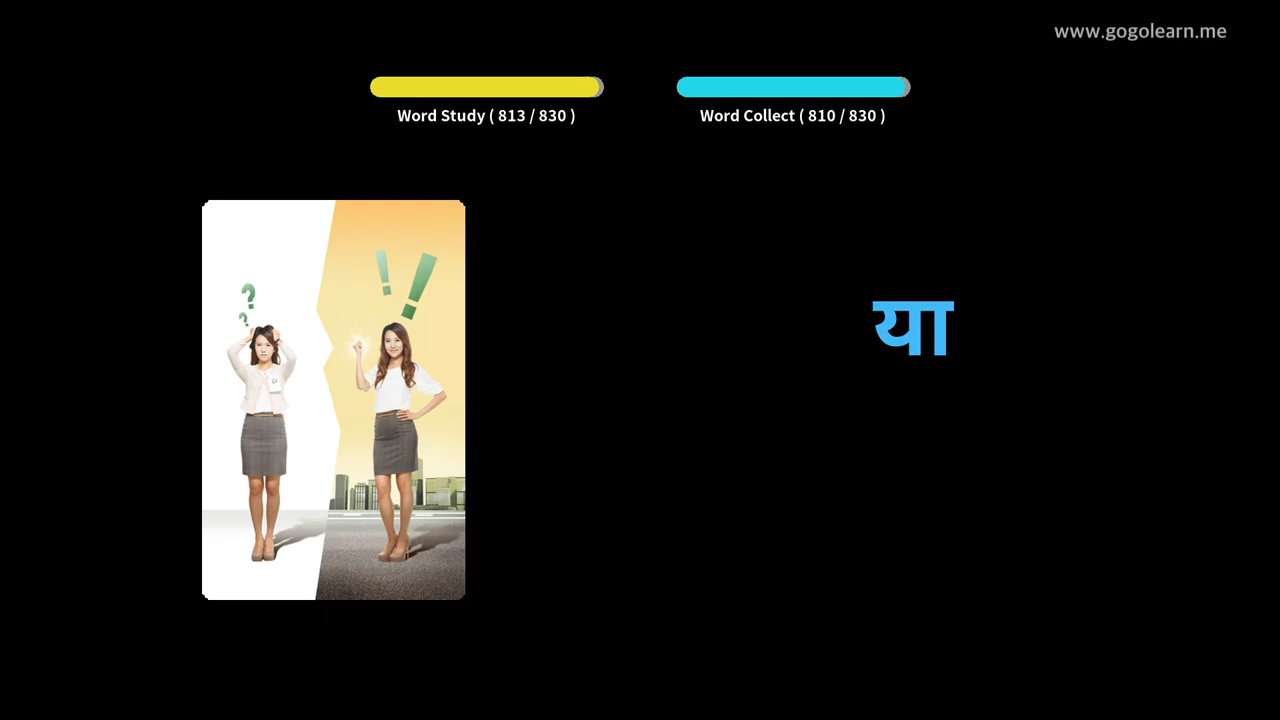 www.gogolearn.me
Word Study ( 813 / 830 )
Word Collect ( 810 / 830 )
? ? ! !
या